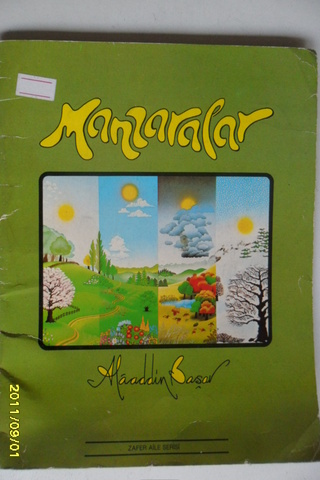 Manzaralar
Alâaddin Başar
ZAFER AİLE SERİSİ
2011/09/01